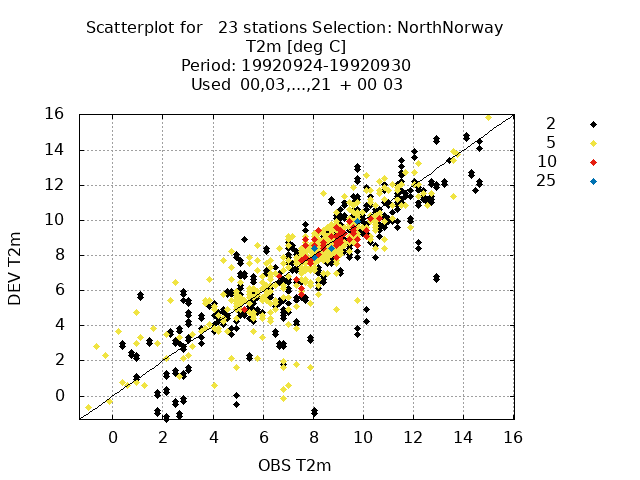 Scatterplot for   23 stations Selection: NorthNorway
T2m [deg C]
Period: 19920924-19920930
Used  00,03,...,21  + 00 03
DEV T2m
16
14
12
10
8
6
4
2
0
0 2 4 6 8 10 12 14 16
OBS T2m
2
5
10
25